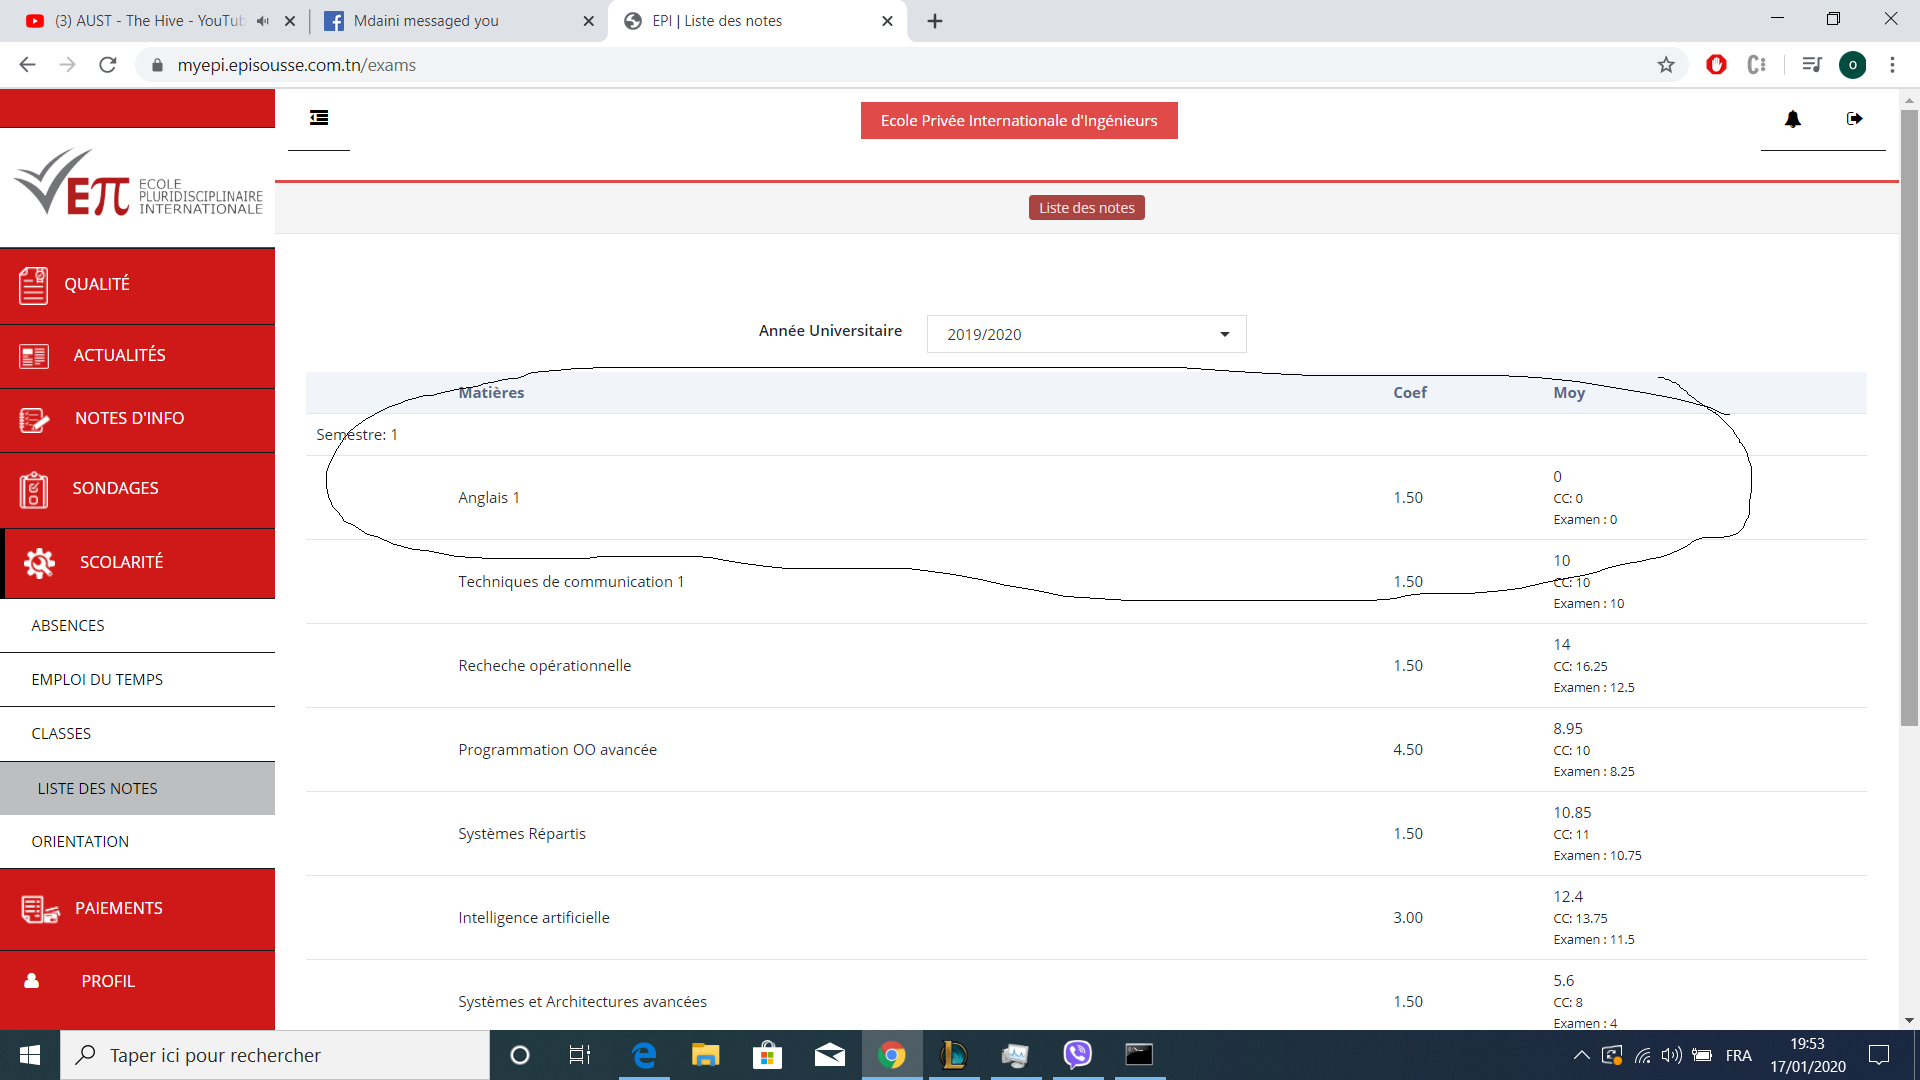 (3) AUST - The Hive - YouTub
Mdaini messaged you
EPI | Liste des notes
myepi.episousse.com.tn/exams
o
Ecole Privée Internationale d'Ingénieurs
Eπ ECOLE
PLURIDISCIPLINAIRE
INTERNATIONALE
Liste des notes
QUALITÉ
ACTUALITÉS
NOTES D'INFO
SONDAGES
SCOLARITÉ
ABSENCES
EMPLOI DU TEMPS
CLASSES
LISTE DES NOTES
ORIENTATION
PAIEMENTS
PROFIL
Année Universitaire 2019/2020
Matières Coef Moy
Semestre: 1
Anglais 1 1.50 0
CC: 0
Examen : 0
Techniques de communication 1 1.50 10
CC: 10
Examen : 10
Recheche opérationnelle 1.50 14
CC: 16.25
Examen : 12.5
Programmation OO avancée 4.50 8.95
CC: 10
Examen : 8.25
Systèmes Répartis 1.50 10.85
CC: 11
Examen : 10.75
Intelligence artificielle 3.00 12.4
CC: 13.75
Examen : 11.5
Systèmes et Architectures avancées 1.50 5.6
CC: 8
Examen : 4
Taper ici pour rechercher
FRA
19:53
17/01/2020